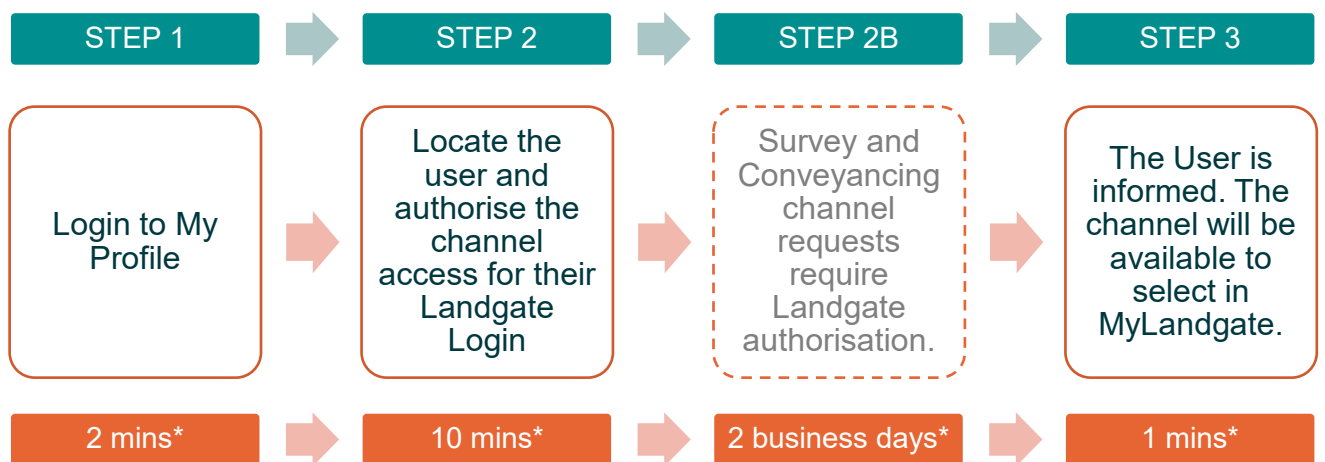 STEP 1
STEP 2
STEP 2B
STEP 3
Login to My
Profile
Locate the
user and
authorise the
channel
access for their
Landgate
Login
Survey and
Conveyancing
channel
requests
require
Landgate
authorisation.
The User is
informed. The
channel will be
available to
select in
MyLandgate.
2 mins*
10 mins*
2 business days*
1 mins*